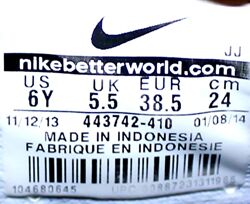 JJ
nikebetterworld.com
US UK EUR cm
6Y 5.5 38.5 24
11/12/13 443742-410 01/08/14
MADE IN INDONESIA
FABRIQUE EN INDONESIE
104680645